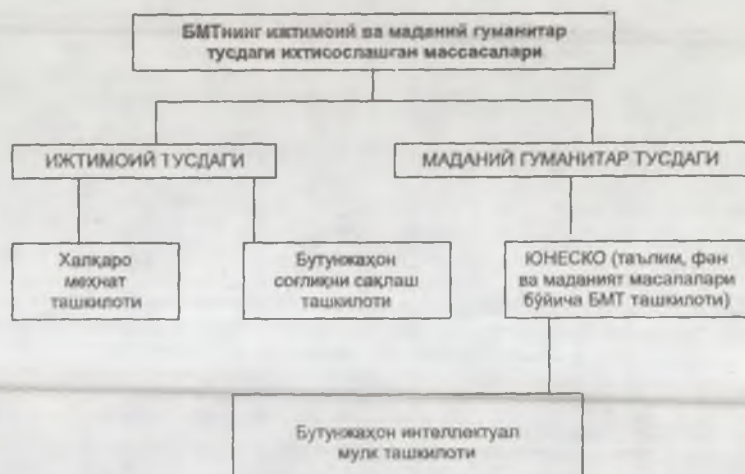 БМТнинг ижтимоий ва маданий гуманитар
тусдаги ихтисослашган массасалари
ИЖТИМОИЙ ТУСДАГИ
МАДАНИЙ ГУМАНИТАР ТУСДАГИ
Халқаро
меҳнат
ташкилоти
Бутунжаҳон
соғлиқни сақлаш
ташкилоти
ЮНЕСКО (таълим, фан
ва маданият масалалари
бўйича БМТ ташкилоти)
Бутунжаҳон интеллектуал
мулк ташкилоти